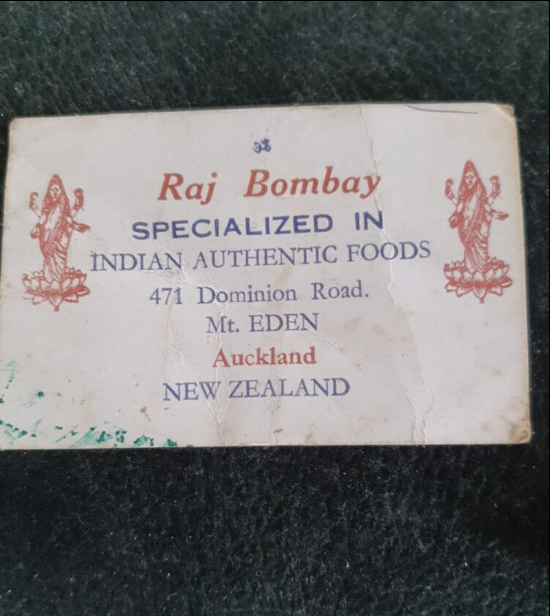 ॐ
Raj Bombay
SPECIALIZED IN
INDIAN AUTHENTIC FOODS
471 Dominion Road.
Mt. EDEN
Auckland
NEW ZEALAND